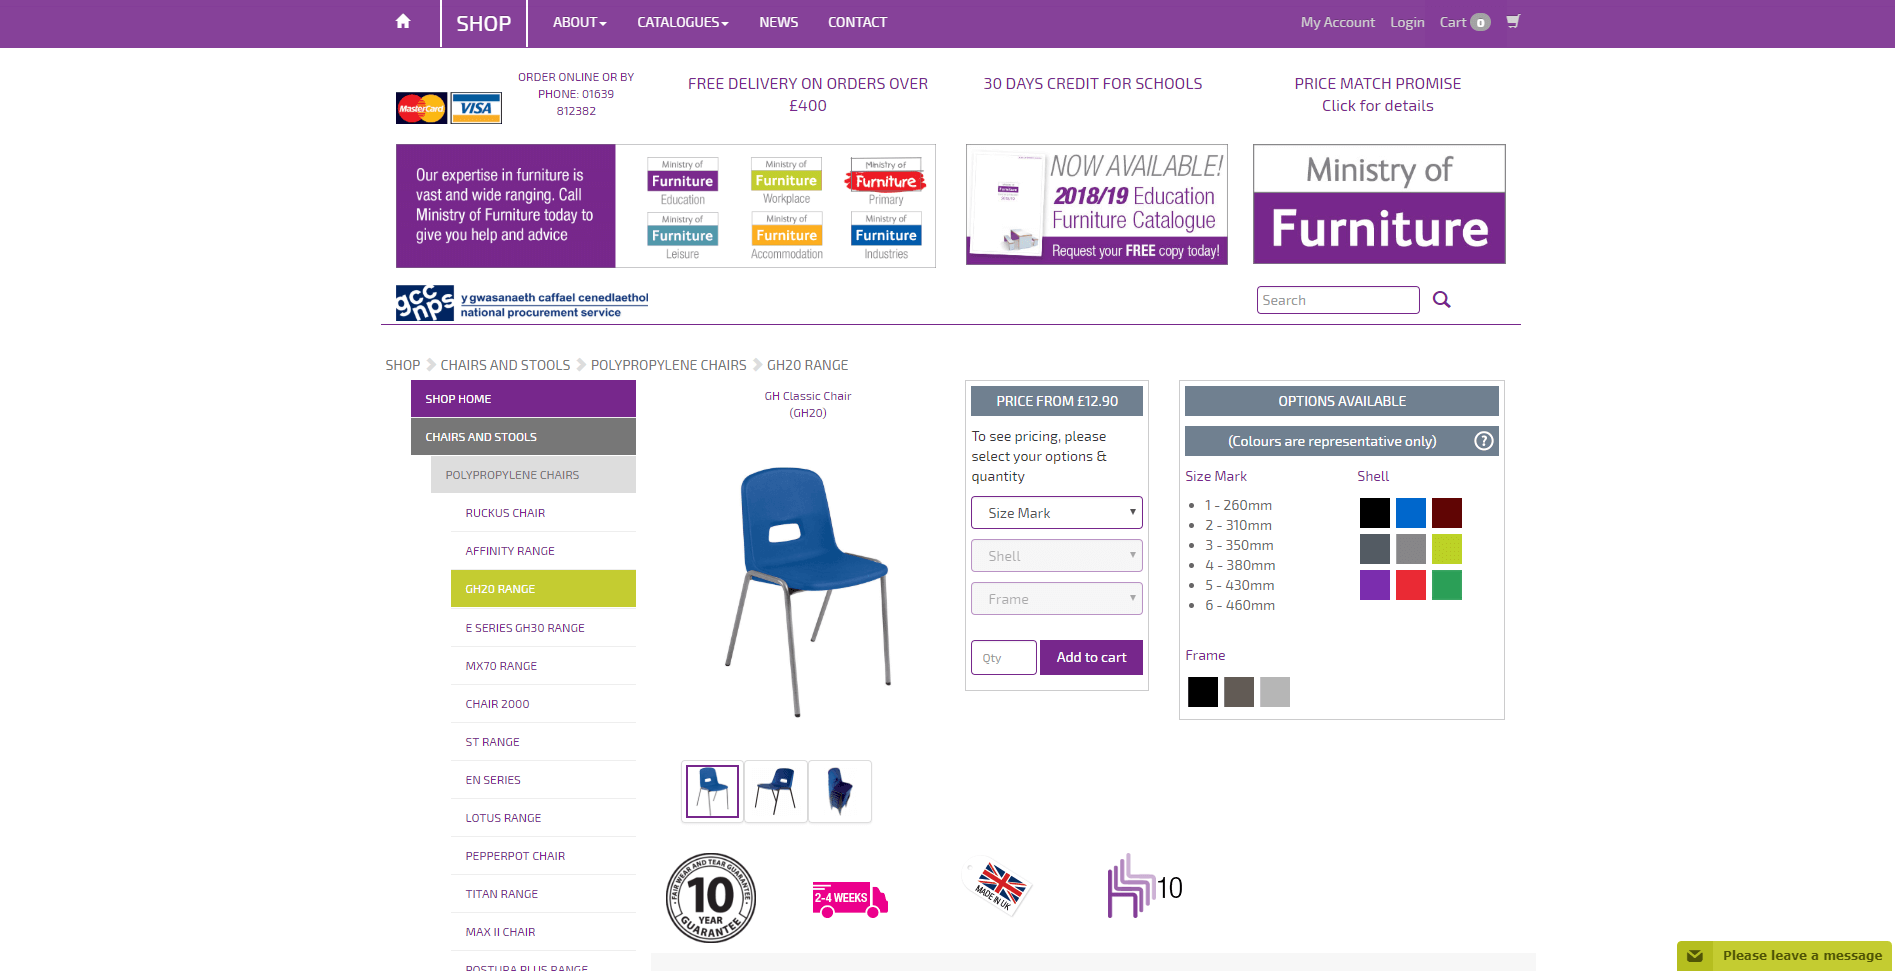 SHOP
ABOUT
CATALOGUES
NEWS
CONTACT
My Account
Login
Cart 0
MasterCard
VISA
ORDER ONLINE OR BY
PHONE: 01639
812382
FREE DELIVERY ON ORDERS OVER
£400
30 DAYS CREDIT FOR SCHOOLS
PRICE MATCH PROMISE
Click for details
Our expertise in furniture is
vast and wide ranging. Call
Ministry of Furniture today to
give you help and advice
Ministry of
Furniture
Education
Ministry of
Furniture
Workplace
Ministry of
Furniture
Primary
Ministry of
Furniture
Leisure
Ministry of
Furniture
Accommodation
Ministry of
Furniture
Industries
NOW AVAILABLE!
2018/19 Education
Furniture Catalogue
Request your FREE copy today!
Ministry of
Furniture
gcc
nps
y gwasanaeth caffael cenedlaethol
national procurement service
Search
SHOP
CHAIRS AND STOOLS
POLYPROPYLENE CHAIRS
GH20 RANGE
SHOP HOME
CHAIRS AND STOOLS
POLYPROPYLENE CHAIRS
RUCKUS CHAIR
AFFINITY RANGE
GH20 RANGE
E SERIES GH30 RANGE
MX70 RANGE
CHAIR 2000
ST RANGE
EN SERIES
LOTUS RANGE
PEPPERPOT CHAIR
TITAN RANGE
MAX II CHAIR
POSTURA PLUS RANGE
GH Classic Chair
(GH20)
PRICE FROM £12.90
To see pricing, please
select your options &
quantity
Size Mark
Shell
Frame
Qty
Add to cart
OPTIONS AVAILABLE
(Colours are representative only)
?
Size Mark
1 - 260mm
2 - 310mm
3 - 350mm
4 - 380mm
5 - 430mm
6 - 460mm
Shell
Frame
FAIR WEAR AND TEAR GUARANTEE
10
YEAR
GUARANTEE
2-4 WEEKS
MADE IN UK
10
Please leave a message